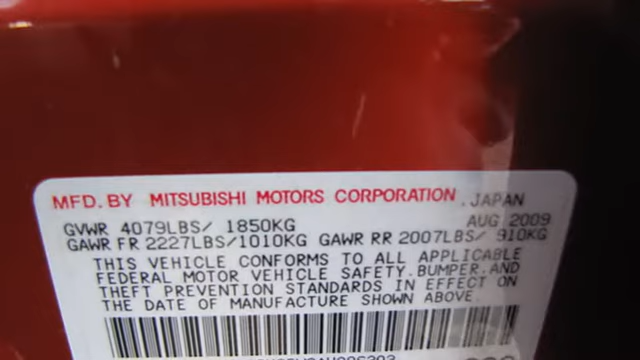 MFD. BY MITSUBISHI MOTORS CORPORATION, JAPAN
GVWR 4079LBS/ 1850KG AUG 2009
GAWR FR 2227LBS/1010KG GAWR RR 2007LBS/ 910KG
THIS VEHICLE CONFORMS TO ALL APPLICABLE
FEDERAL MOTOR VEHICLE SAFETY, BUMPER, AND
THEFT PREVENTION STANDARDS IN EFFECT ON
THE DATE OF MANUFACTURE SHOWN ABOVE.